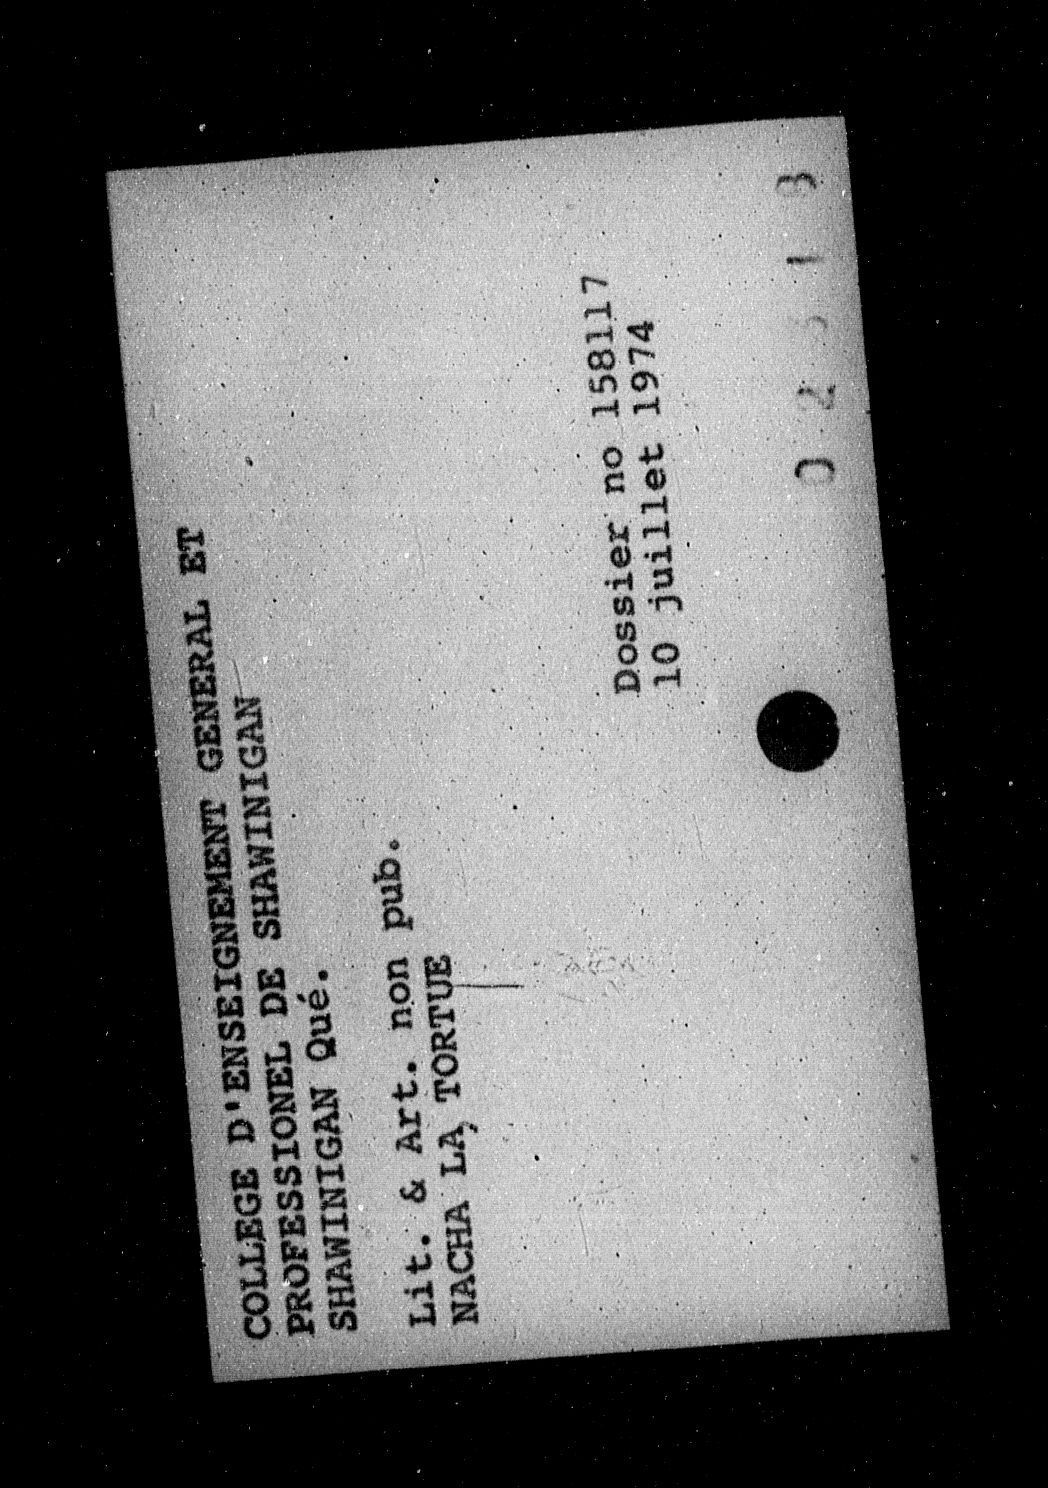 COLLEGE D'ENSEIGNEMENT GENERAL ET
PROFESSIONEL DE SHAWINIGAN
SHAWINIGAN Qué.
Lit. & Art. non pub.
NACHA LA, TORTUE
Dossier no 158117
10 juillet 1974